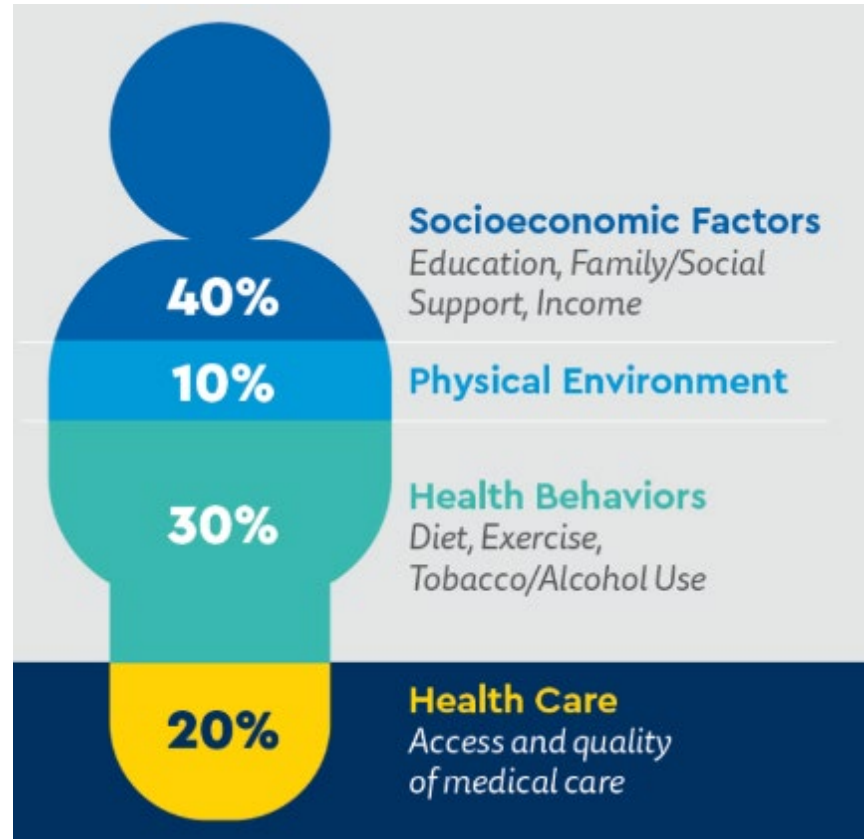 40%
Socioeconomic Factors
Education, Family/Social
Support, Income
10%
Physical Environment
30%
Health Behaviors
Diet, Exercise,
Tobacco/Alcohol Use
20%
Health Care
Access and quality
of medical care